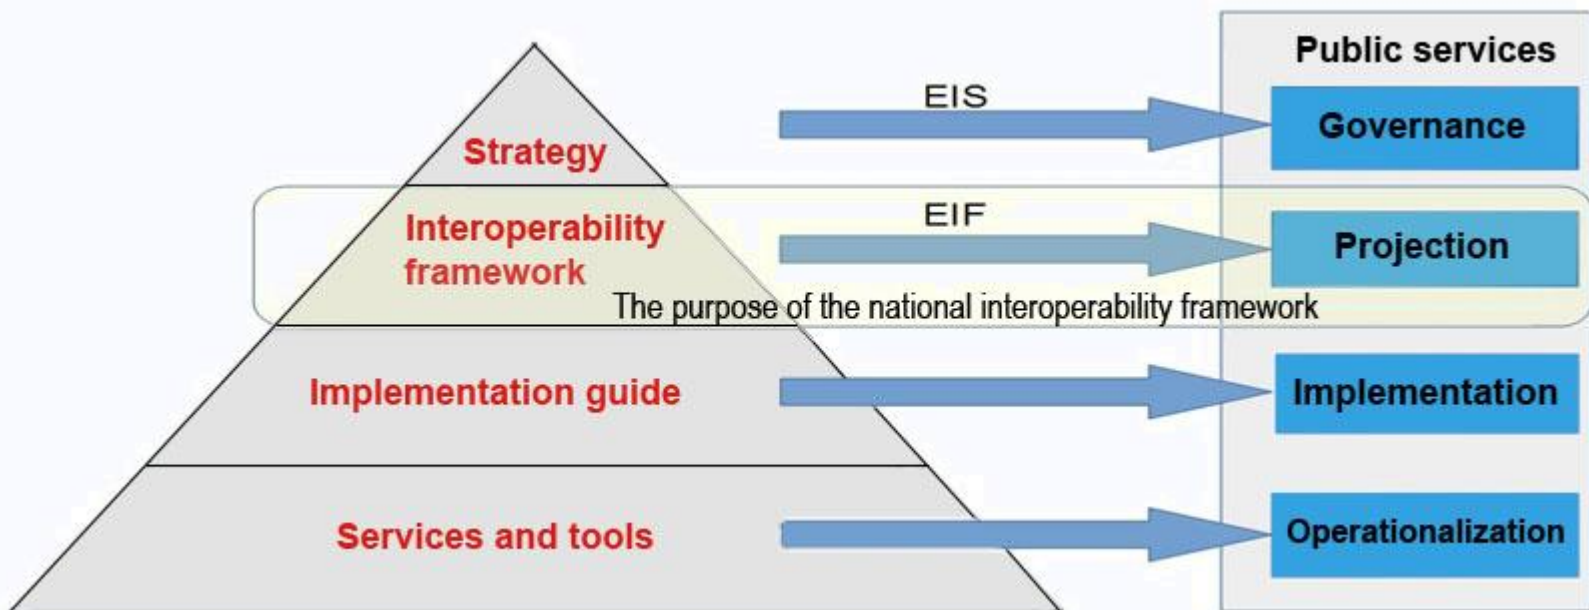 Public services
EIS
Governance
Strategy
EIF
Projection
Interoperability
framework
The purpose of the national interoperability framework
Implementation guide
Implementation
Services and tools
Operationalization